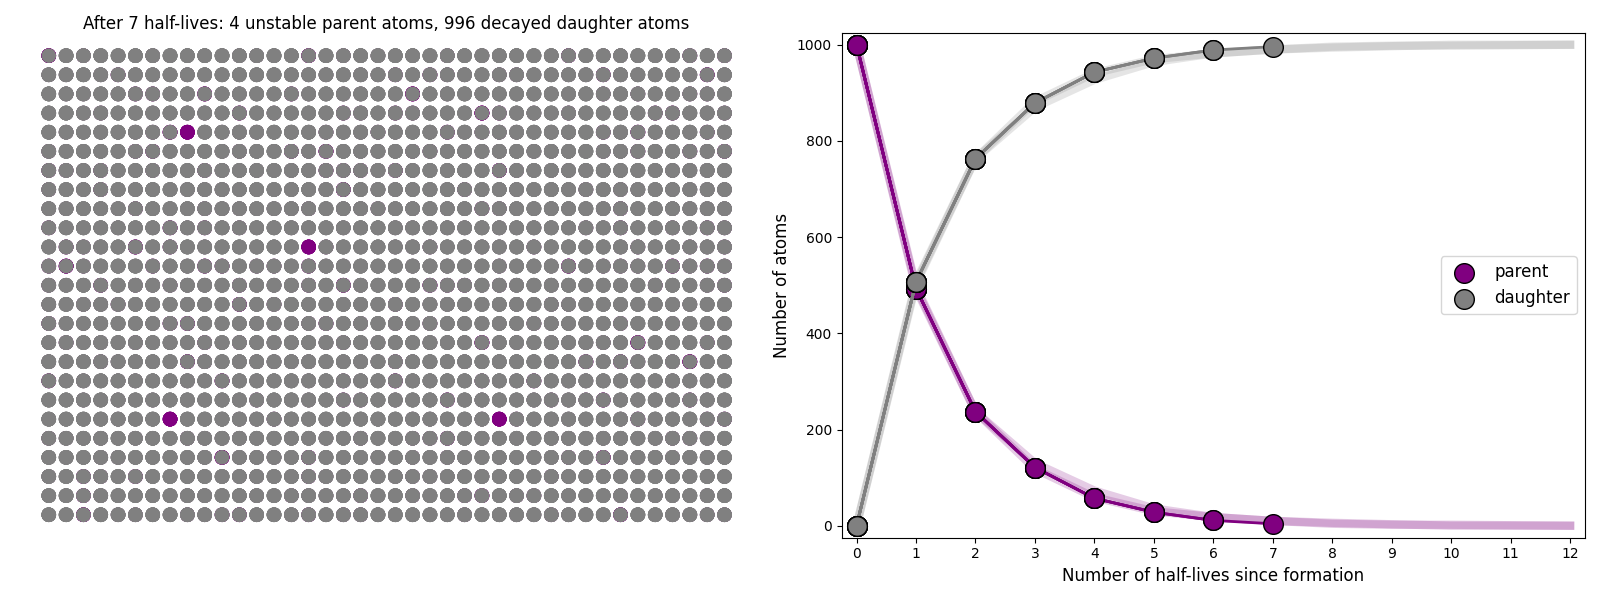 After 7 half-lives: 4 unstable parent atoms, 996 decayed daughter atoms
1000
800
600
400
200
0
Number of atoms
parent
daughter
0 1 2 3 4 5 6 7 8 9 10 11 12
Number of half-lives since formation